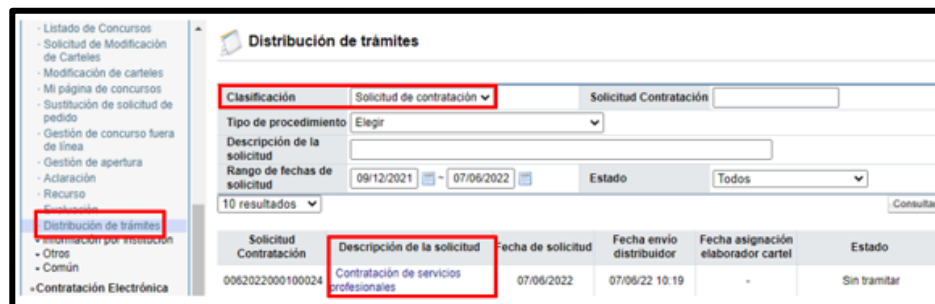 - Listado de Concursos
- Solicitud de Modificación
de Carteles
- Modificación de carteles
- Mi página de concursos
- Sustitución de solicitud de
pedido
- Gestión de concurso fuera
de línea
- Gestión de apertura
- Aclaración
- Recurso
- Evaluación
- Distribución de trámites
Información por Institución
Otros
Común
Contratación Electrónica
Distribución de trámites
Clasificación Solicitud de contratación Solicitud Contratación
Tipo de procedimiento Elegir
Descripción de la
solicitud
Rango de fechas de
solicitud 09/12/2021 ~ 07/06/2022 Estado Todos
10 resultados Consultar
Solicitud
Contratación
Descripción de la solicitud
Fecha de solicitud
Fecha envío
distribuidor
Fecha asignación
elaborador cartel
Estado
0062022000100024 Contratación de servicios
profesionales 07/06/2022 07/06/22 10:19 - Sin tramitar